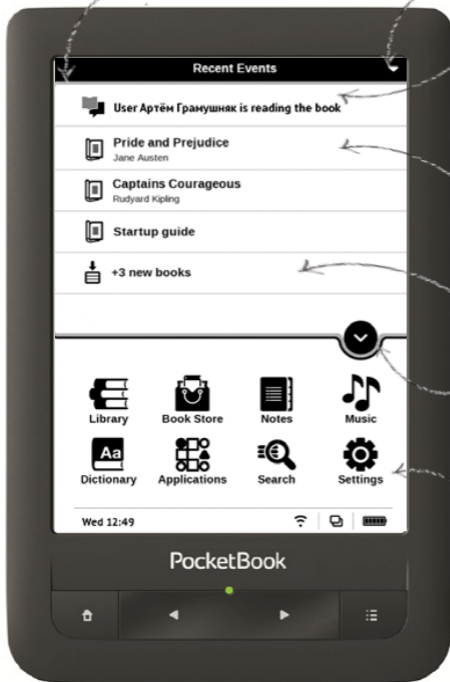 Recent Events
User Артём Грамушняк is reading the book
Pride and Prejudice
Jane Austen
Captains Courageous
Rudyard Kipling
Startup guide
+3 new books
Library Book Store Notes Music
Aa
Dictionary Applications Search Settings
Wed 12:49
PocketBook